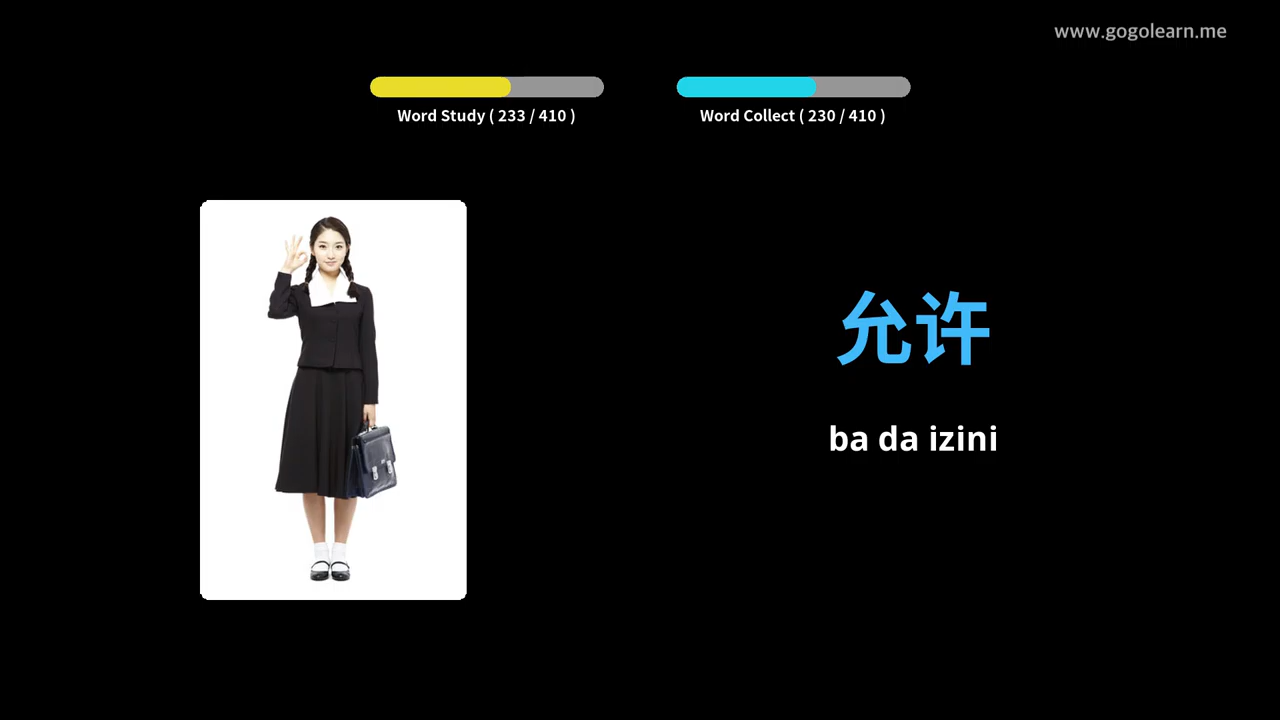 www.gogolearn.me
Word Study ( 233 / 410 )
Word Collect ( 230 / 410 )
允许
ba da izini